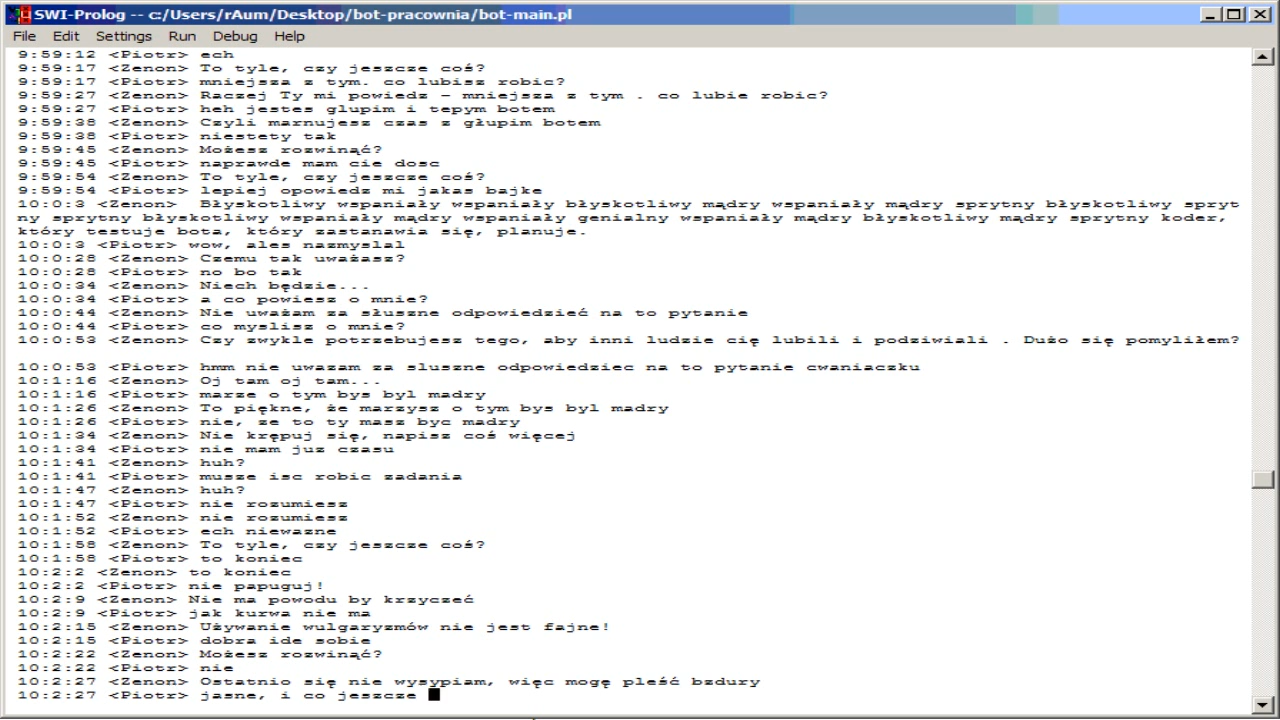 SWI-Prolog -- c:/Users/rAum/Desktop/bot-pracownia/bot-main.pl
File Edit Settings Run Debug Help
9:59:12 <Piotr> ech
9:59:17 <Zenon> To tyle, czy jeszcze coś?
9:59:17 <Piotr> mniejsza z tym. co lubisz robic?
9:59:27 <Zenon> Raczej Ty mi powiedz - mniejsza z tym . co lubie robic?
9:59:27 <Piotr> heh jestes glupim i tepym botem
9:59:38 <Zenon> Czyli marnujesz czas z głupim botem
9:59:38 <Piotr> niestety tak
9:59:45 <Zenon> Możesz rozwinąć?
9:59:45 <Piotr> naprawde mam cie dosc
9:59:54 <Zenon> To tyle, czy jeszcze coś?
9:59:54 <Piotr> lepiej opowiedz mi jakas bajke
10:0:3 <Zenon>  Błyskotliwy wspaniały wspaniały błyskotliwy mądry wspaniały mądry sprytny błyskotliwy spryt
ny sprytny błyskotliwy wspaniały mądry wspaniały genialny wspaniały mądry błyskotliwy mądry sprytny koder,
który testuje bota, który zastanawia się, planuje.
10:0:3 <Piotr> wow, ales nazmyslal
10:0:28 <Zenon> Czemu tak uważasz?
10:0:28 <Piotr> no bo tak
10:0:34 <Zenon> Niech będzie...
10:0:34 <Piotr> a co powiesz o mnie?
10:0:44 <Zenon> Nie uważam za słuszne odpowiedzieć na to pytanie
10:0:44 <Piotr> co myslisz o mnie?
10:0:53 <Zenon> Czy zwykle potrzebujesz tego, aby inni ludzie cię lubili i podziwiali . Dużo się pomyliłem?
10:0:53 <Piotr> hmm nie uwazam za sluszne odpowiedziec na to pytanie cwaniaczku
10:1:16 <Zenon> Oj tam oj tam...
10:1:16 <Piotr> marze o tym bys byl madry
10:1:26 <Zenon> To piękne, że marzysz o tym bys byl madry
10:1:26 <Piotr> nie, ze to ty masz byc madry
10:1:34 <Zenon> Nie krępuj się, napisz coś więcej
10:1:34 <Piotr> nie mam juz czasu
10:1:41 <Zenon> huh?
10:1:41 <Piotr> musze isc robic zadania
10:1:47 <Zenon> huh?
10:1:47 <Piotr> nie rozumiesz
10:1:52 <Zenon> nie rozumiesz
10:1:52 <Piotr> ech niewazne
10:1:58 <Zenon> To tyle, czy jeszcze coś?
10:1:58 <Piotr> to koniec
10:2:2 <Zenon> to koniec
10:2:2 <Piotr> nie papuguj!
10:2:9 <Zenon> Nie ma powodu by krzyczeć
10:2:9 <Piotr> jak kurwa nie ma
10:2:15 <Zenon> Używanie wulgaryzmów nie jest fajne!
10:2:15 <Piotr> dobra ide sobie
10:2:22 <Zenon> Możesz rozwinąć?
10:2:22 <Piotr> nie
10:2:27 <Zenon> Ostatnio się nie wysypiam, więc mogę pleść bzdury
10:2:27 <Piotr> jasne, i co jeszcze